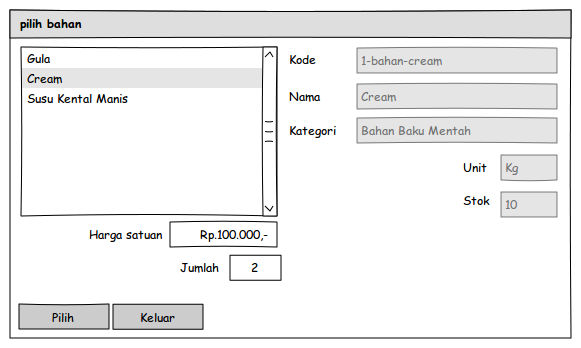 pilih bahan
Gula
Cream
Susu Kental Manis
Kode
1-bahan-cream
Nama
Cream
Kategori
Bahan Baku Mentah
Unit
Kg
Stok
10
Harga satuan
Rp.100.000,-
Jumlah
2
Pilih
Keluar